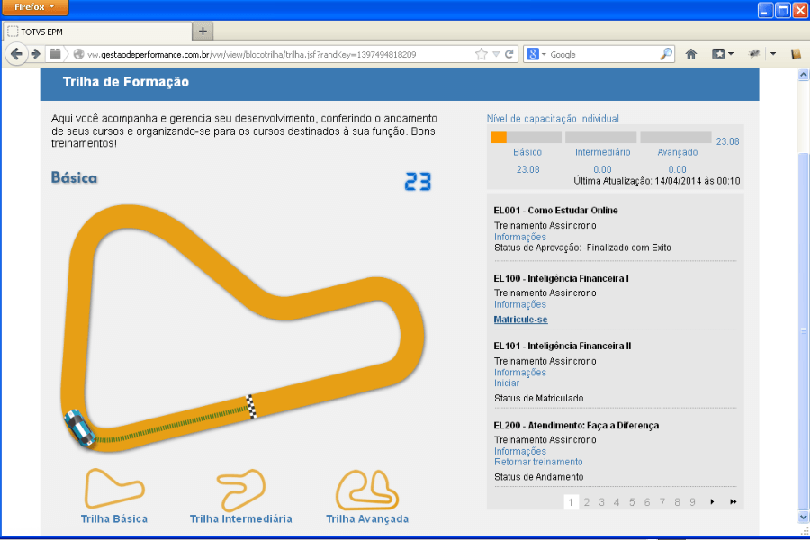 Firefox
TOTVS EPM
vw.gestaodeperformance.com.br/vw/view/blocotrilha/trilha.jsf?randKey=1397494818209
Google
Trilha de Formação
Aqui você acompanha e gerencia seu desenvolvimento, conferindo o andamento
de seus cursos e organizando-se para os cursos destinados à sua função. Bons
treinamentos!
Básica
23
Nível de capacitação individual
23.08
Básico Intermediário Avançado
23.08 0.00 0.00
Última Atualização: 14/04/2014 às 00:10
EL001 - Como Estudar Online
Treinamento Assíncrono
Informações
Status de Aprovação: Finalizado com Êxito
EL100 - Inteligência Financeira I
Treinamento Assíncrono
Informações
Matricule-se
EL101 - Inteligência Financeira II
Treinamento Assíncrono
Informações
Iniciar
Status de Matriculado
EL200 - Atendimento: Faça a Diferença
Treinamento Assíncrono
Informações
Retomar treinamento
Status de Andamento
1 2 3 4 5 6 7 8 9
Trilha Básica
Trilha Intermediária
Trilha Avançada